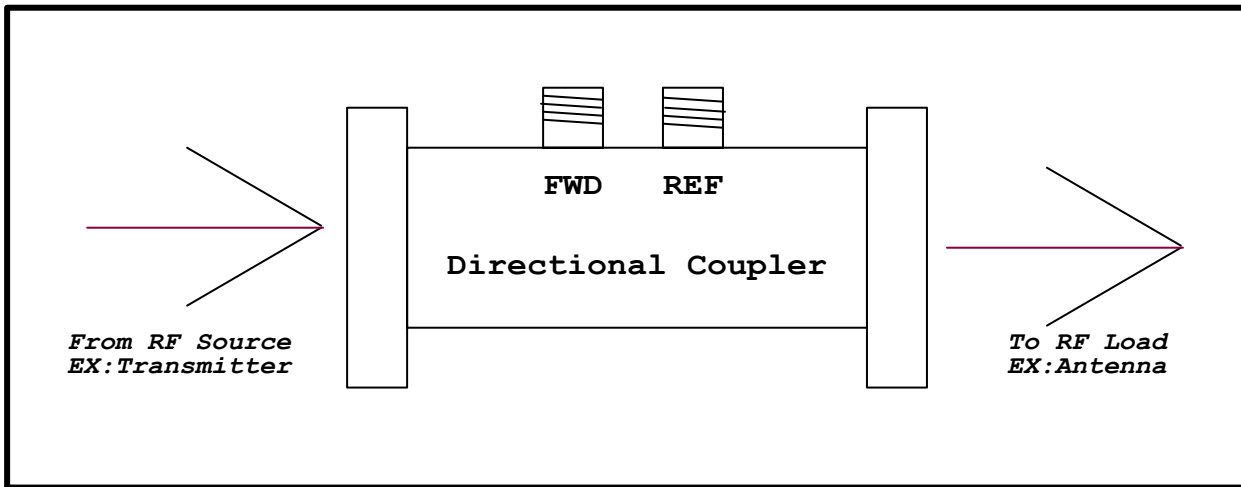 FWD REF
Directional Coupler
From RF Source
EX:Transmitter
To RF Load
EX:Antenna